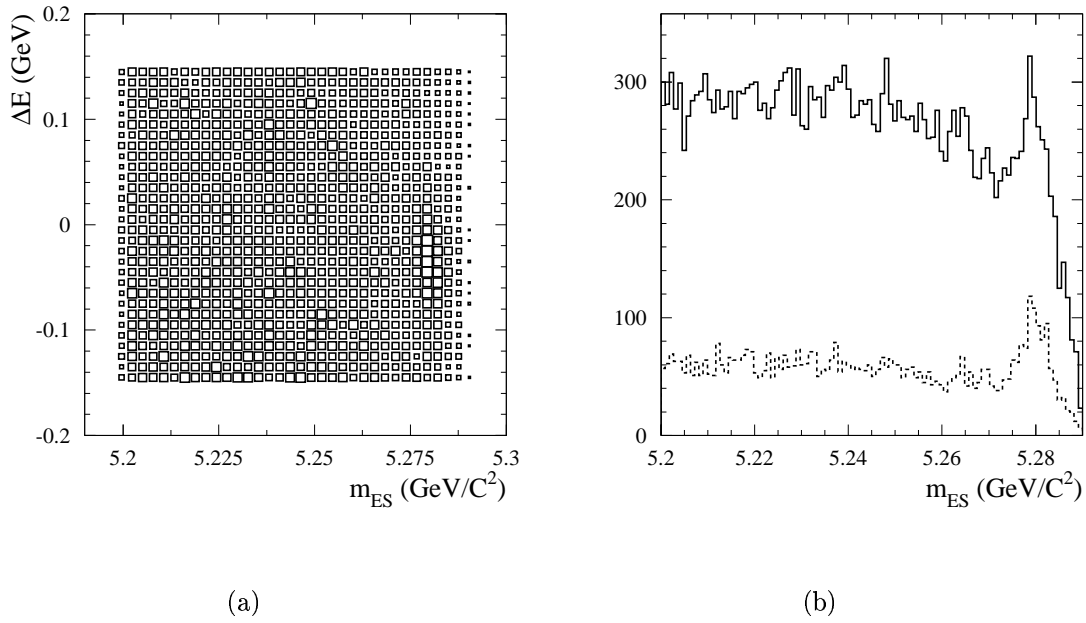 ΔE (GeV)
0.2
0.1
0
-0.1
-0.2
5.2 5.225 5.25 5.275 5.3
m_ES (GeV/C^2)
(a)
300
200
100
0
5.2 5.22 5.24 5.26 5.28
m_ES (GeV/C^2)
(b)